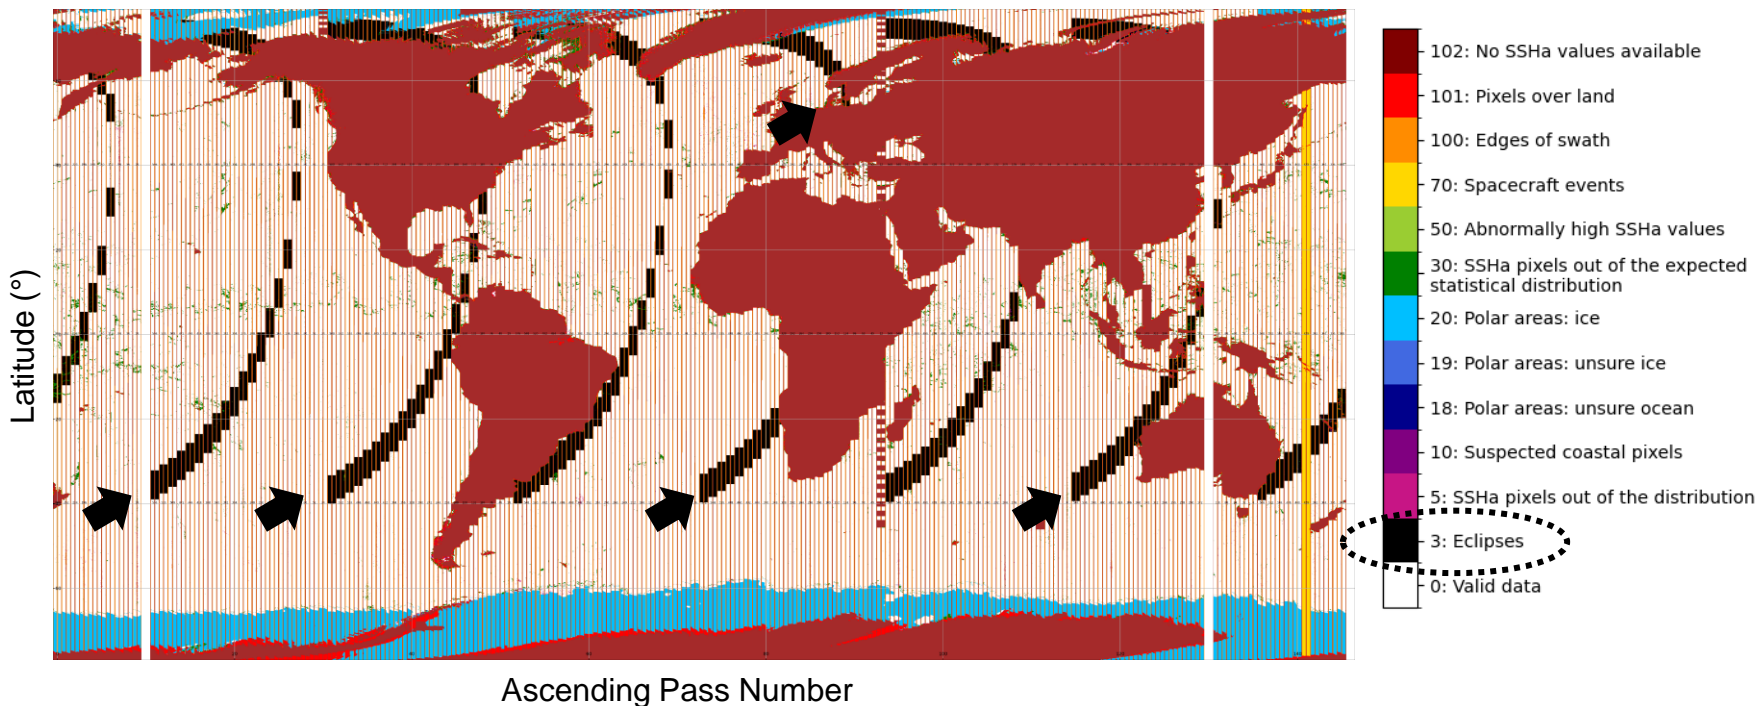 102: No SSHa values available
101: Pixels over land
100: Edges of swath
70: Spacecraft events
50: Abnormally high SSHa values
30: SSHa pixels out of the expected
statistical distribution
20: Polar areas: ice
19: Polar areas: unsure ice
18: Polar areas: unsure ocean
10: Suspected coastal pixels
5: SSHa pixels out of the distribution
3: Eclipses
0: Valid data
Latitude (°)
Ascending Pass Number